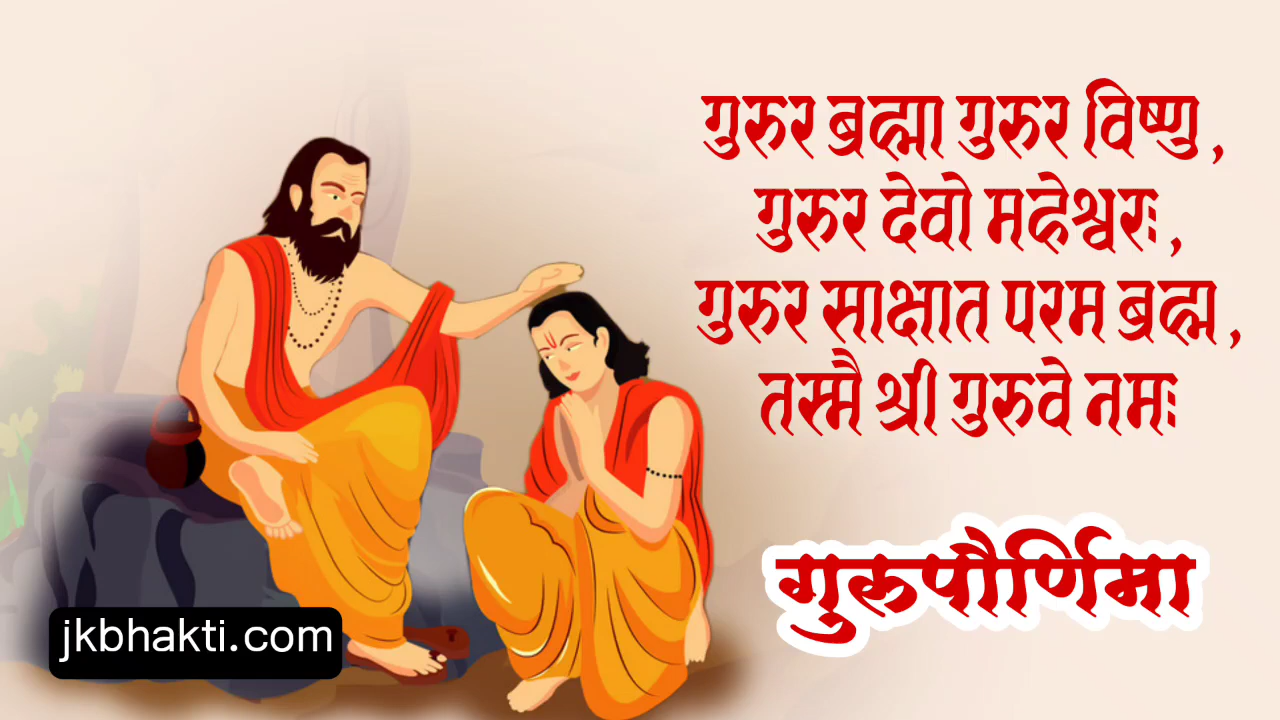 गुरुर ब्रह्मा गुरुर विष्णु,
गुरुर देवो महेश्वरः,
गुरुर साक्षात परम ब्रह्म,
तस्मै श्री गुरुवे नमः
गुरुपौर्णिमा
jkbhakti.com